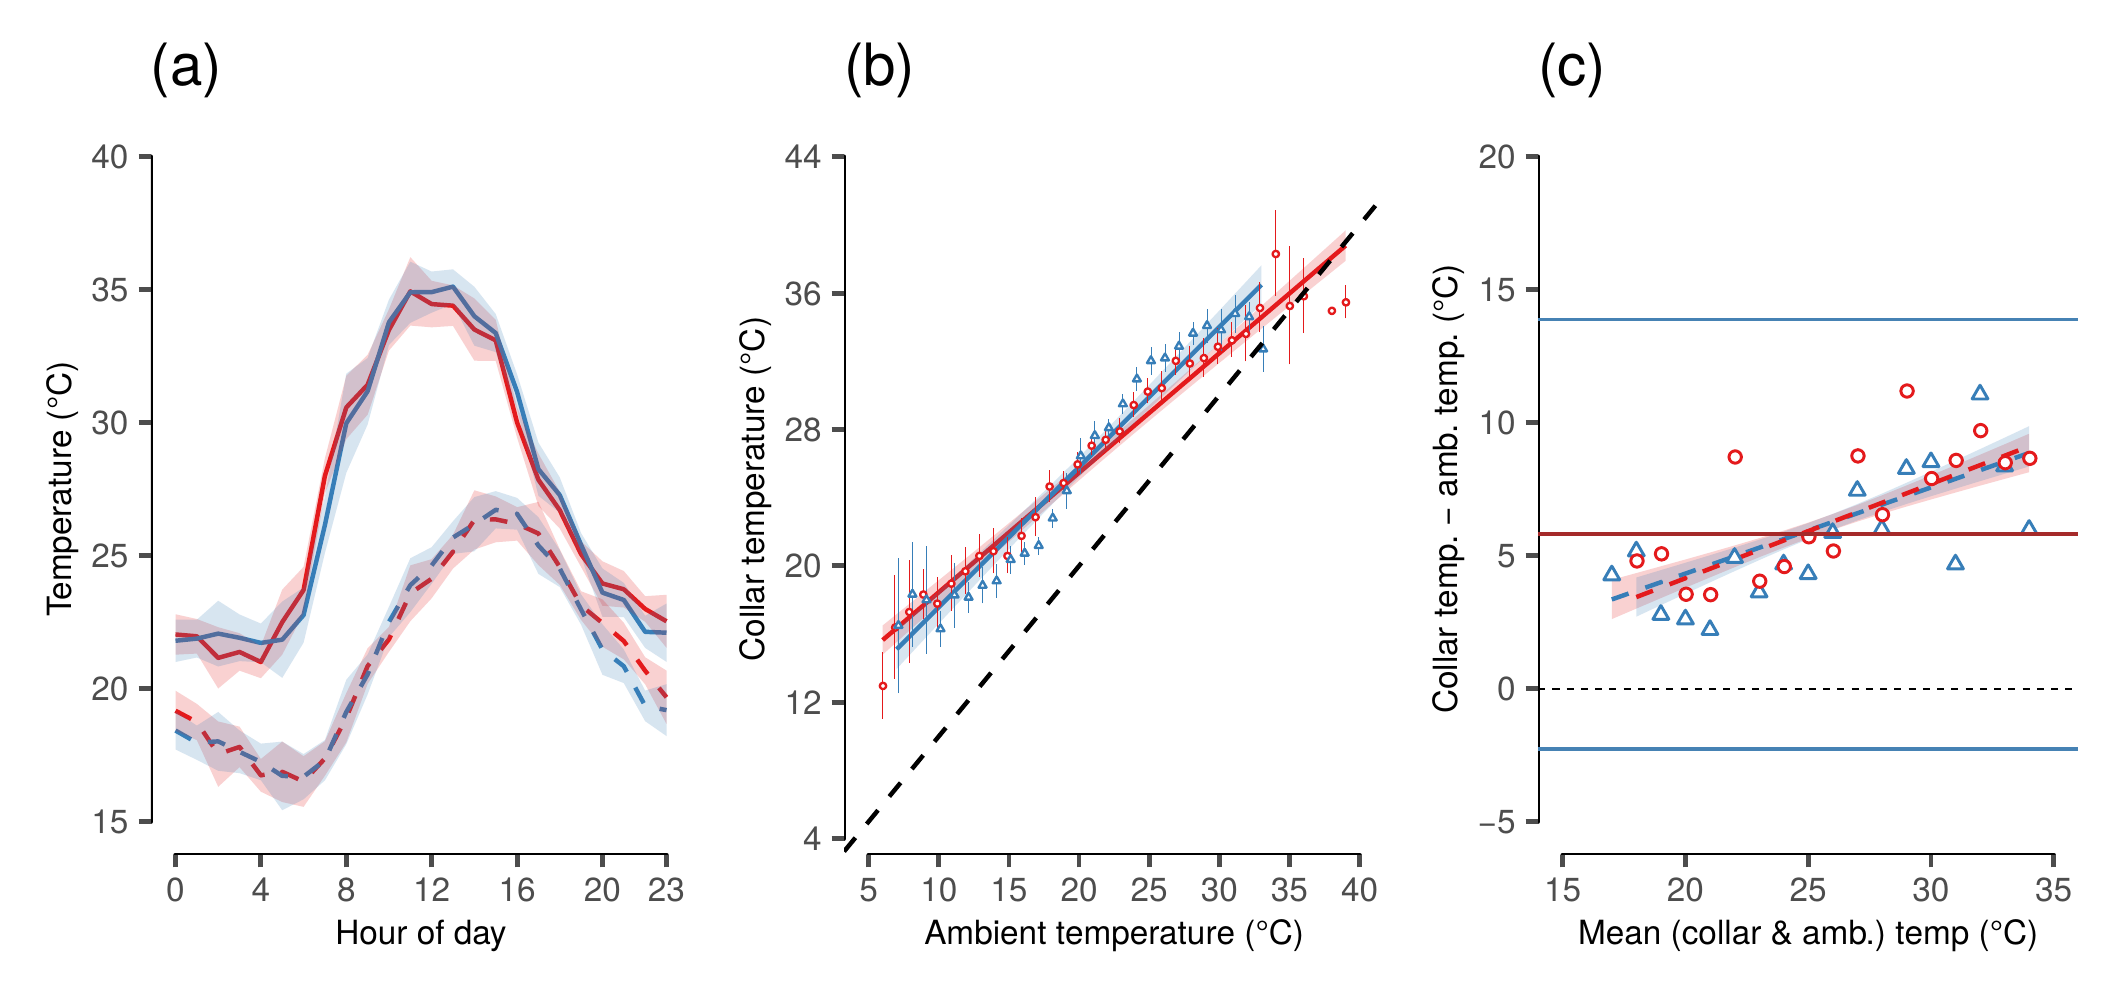 (a)
40
35
30
25
20
15
Temperature (°C)
0 4 8 12 16 20 23
Hour of day
(b)
44
36
28
20
12
4
Collar temperature (°C)
5 10 15 20 25 30 35 40
Ambient temperature (°C)
(c)
20
15
10
5
0
−5
Collar temp. − amb. temp. (°C)
15 20 25 30 35
Mean (collar & amb.) temp (°C)